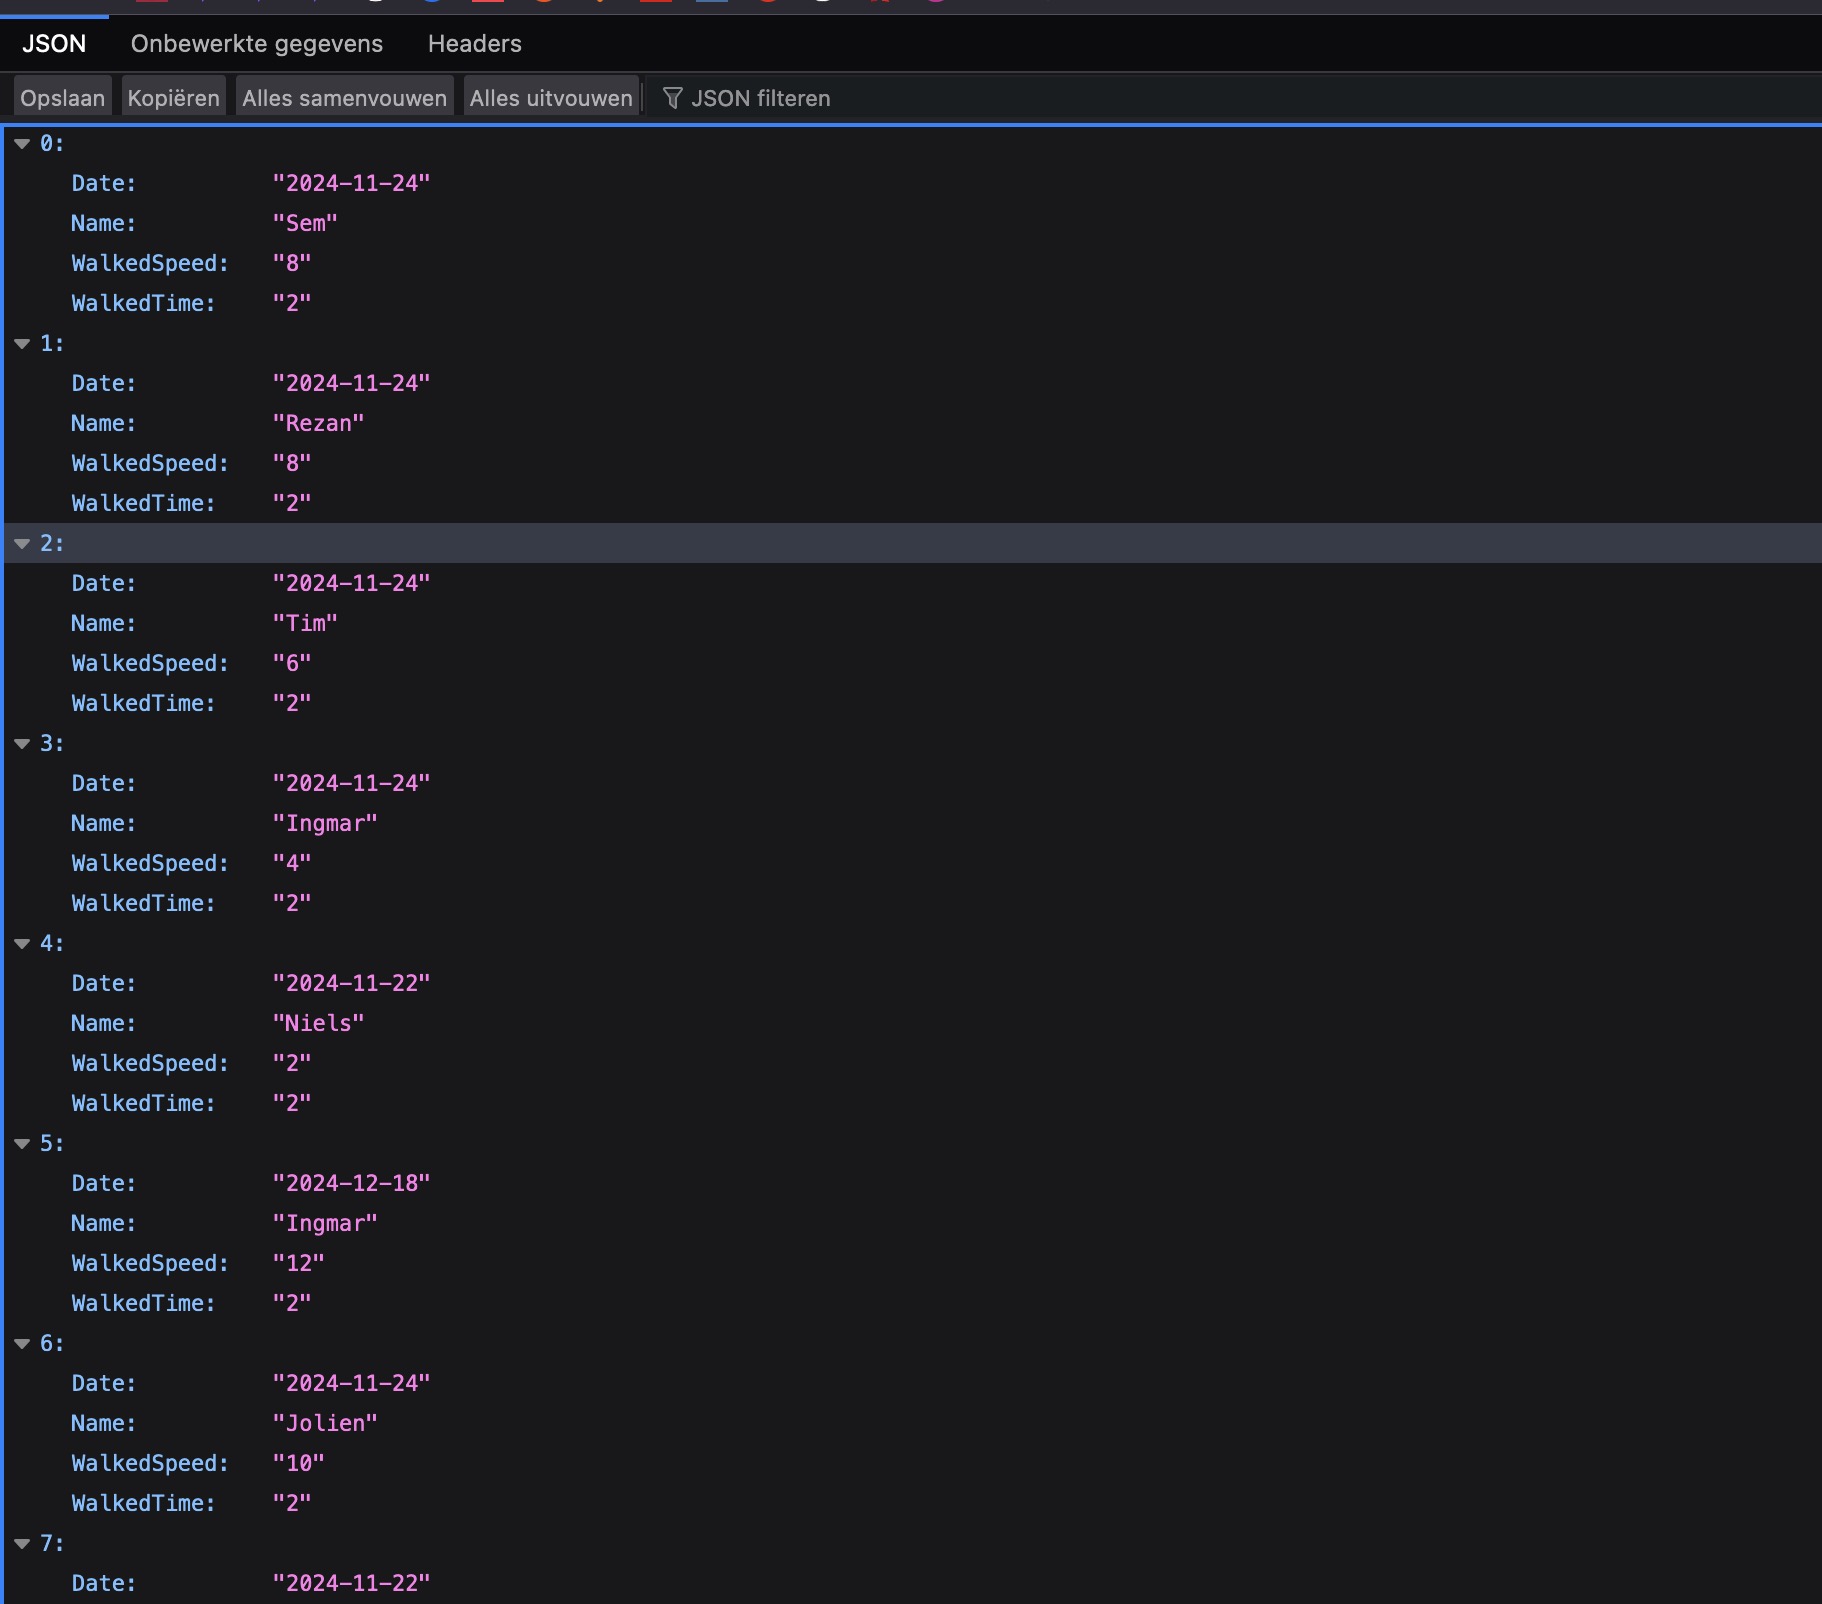 JSON Onbewerkte gegevens Headers
Opslaan Kopiëren Alles samenvouwen Alles uitvouwen JSON filteren
0:
Date: "2024-11-24"
Name: "Sem"
WalkedSpeed: "8"
WalkedTime: "2"
1:
Date: "2024-11-24"
Name: "Rezan"
WalkedSpeed: "8"
WalkedTime: "2"
2:
Date: "2024-11-24"
Name: "Tim"
WalkedSpeed: "6"
WalkedTime: "2"
3:
Date: "2024-11-24"
Name: "Ingmar"
WalkedSpeed: "4"
WalkedTime: "2"
4:
Date: "2024-11-22"
Name: "Niels"
WalkedSpeed: "2"
WalkedTime: "2"
5:
Date: "2024-12-18"
Name: "Ingmar"
WalkedSpeed: "12"
WalkedTime: "2"
6:
Date: "2024-11-24"
Name: "Jolien"
WalkedSpeed: "10"
WalkedTime: "2"
7:
Date: "2024-11-22"